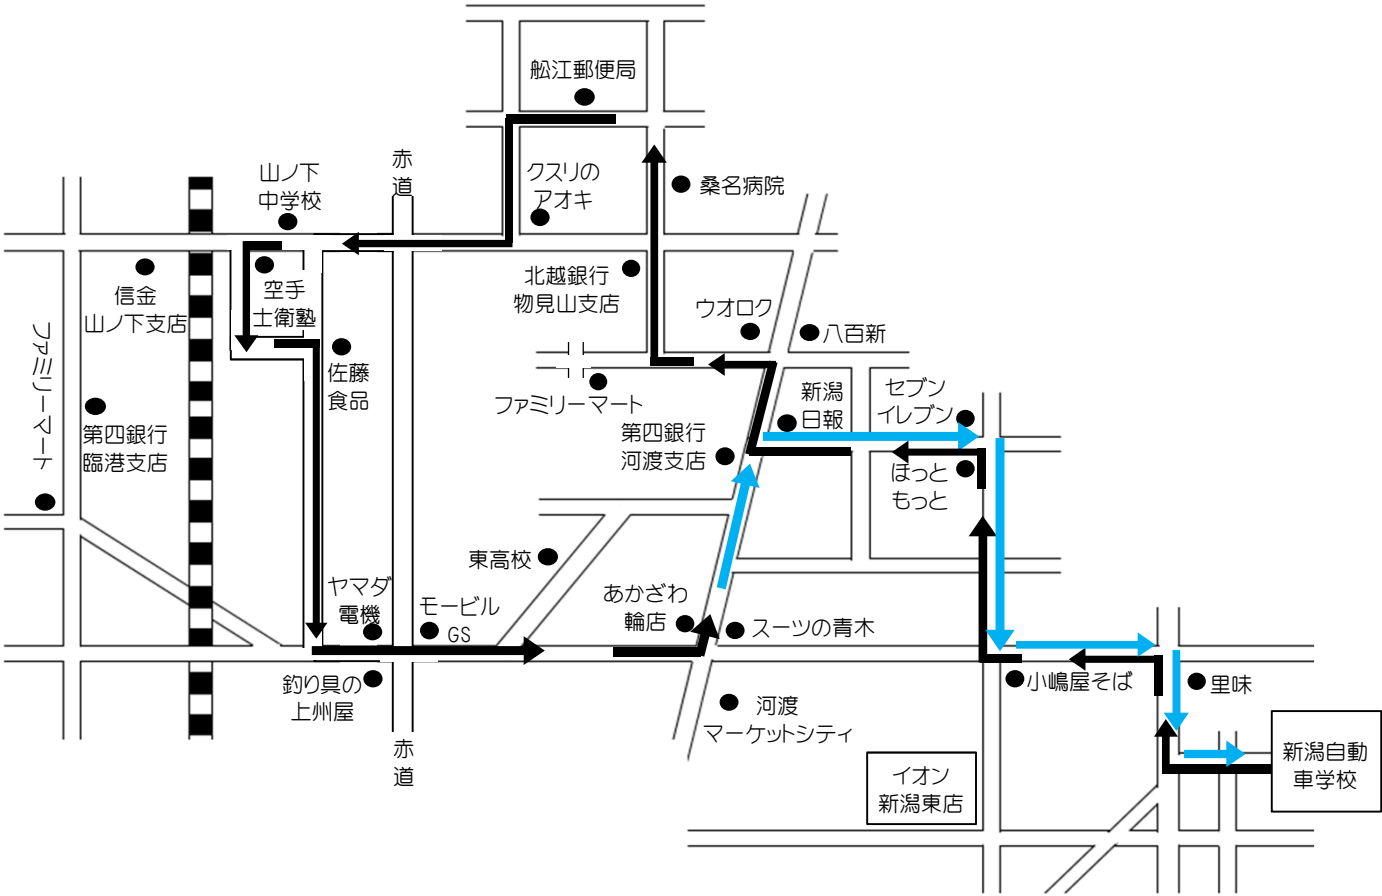 舩江郵便局
赤
道
山ノ下
中学校
クスリの
アオキ
桑名病院
信金
山ノ下支店
空手
士衛塾
北越銀行
物見山支店
ウオロク
八百新
ファミリーマート
佐藤
食品
ファミリーマート
新潟
日報
セブン
イレブン
第四銀行
臨港支店
第四銀行
河渡支店
ほっと
もっと
東高校
ヤマダ
電機
モービル
GS
あかざわ
輪店
スーツの青木
釣り具の
上州屋
小嶋屋そば
里味
河渡
マーケットシティ
赤
道
イオン
新潟東店
新潟自動
車学校